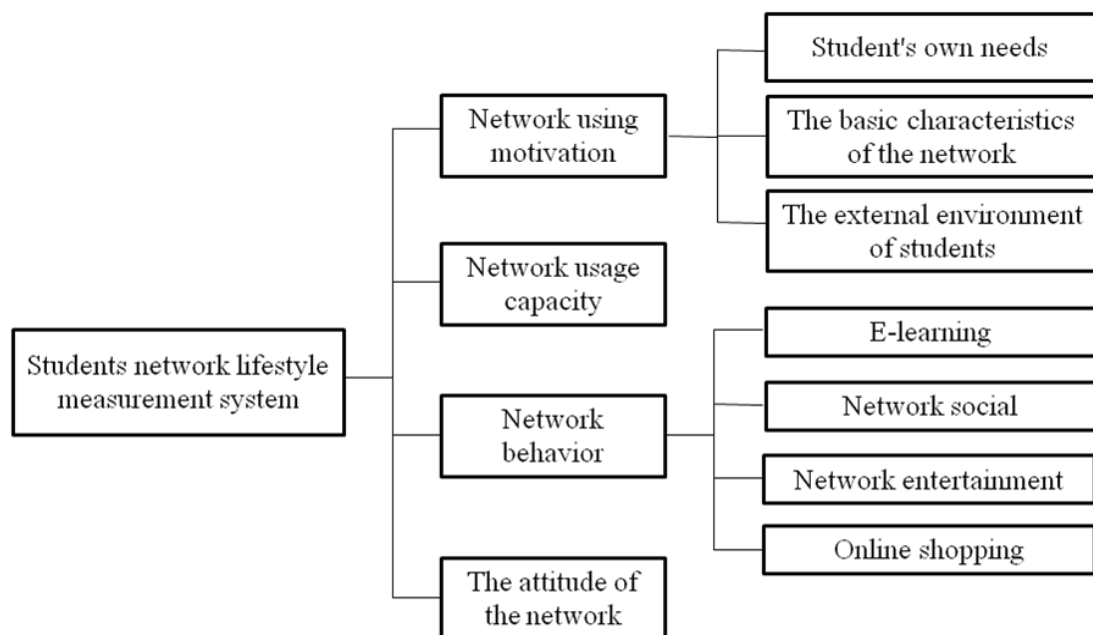 Student's own needs
Network using
motivation
The basic characteristics
of the network
The external environment
of students
Network usage
capacity
Students network lifestyle
measurement system
E-learning
Network
behavior
Network social
Network entertainment
Online shopping
The attitude of
the network